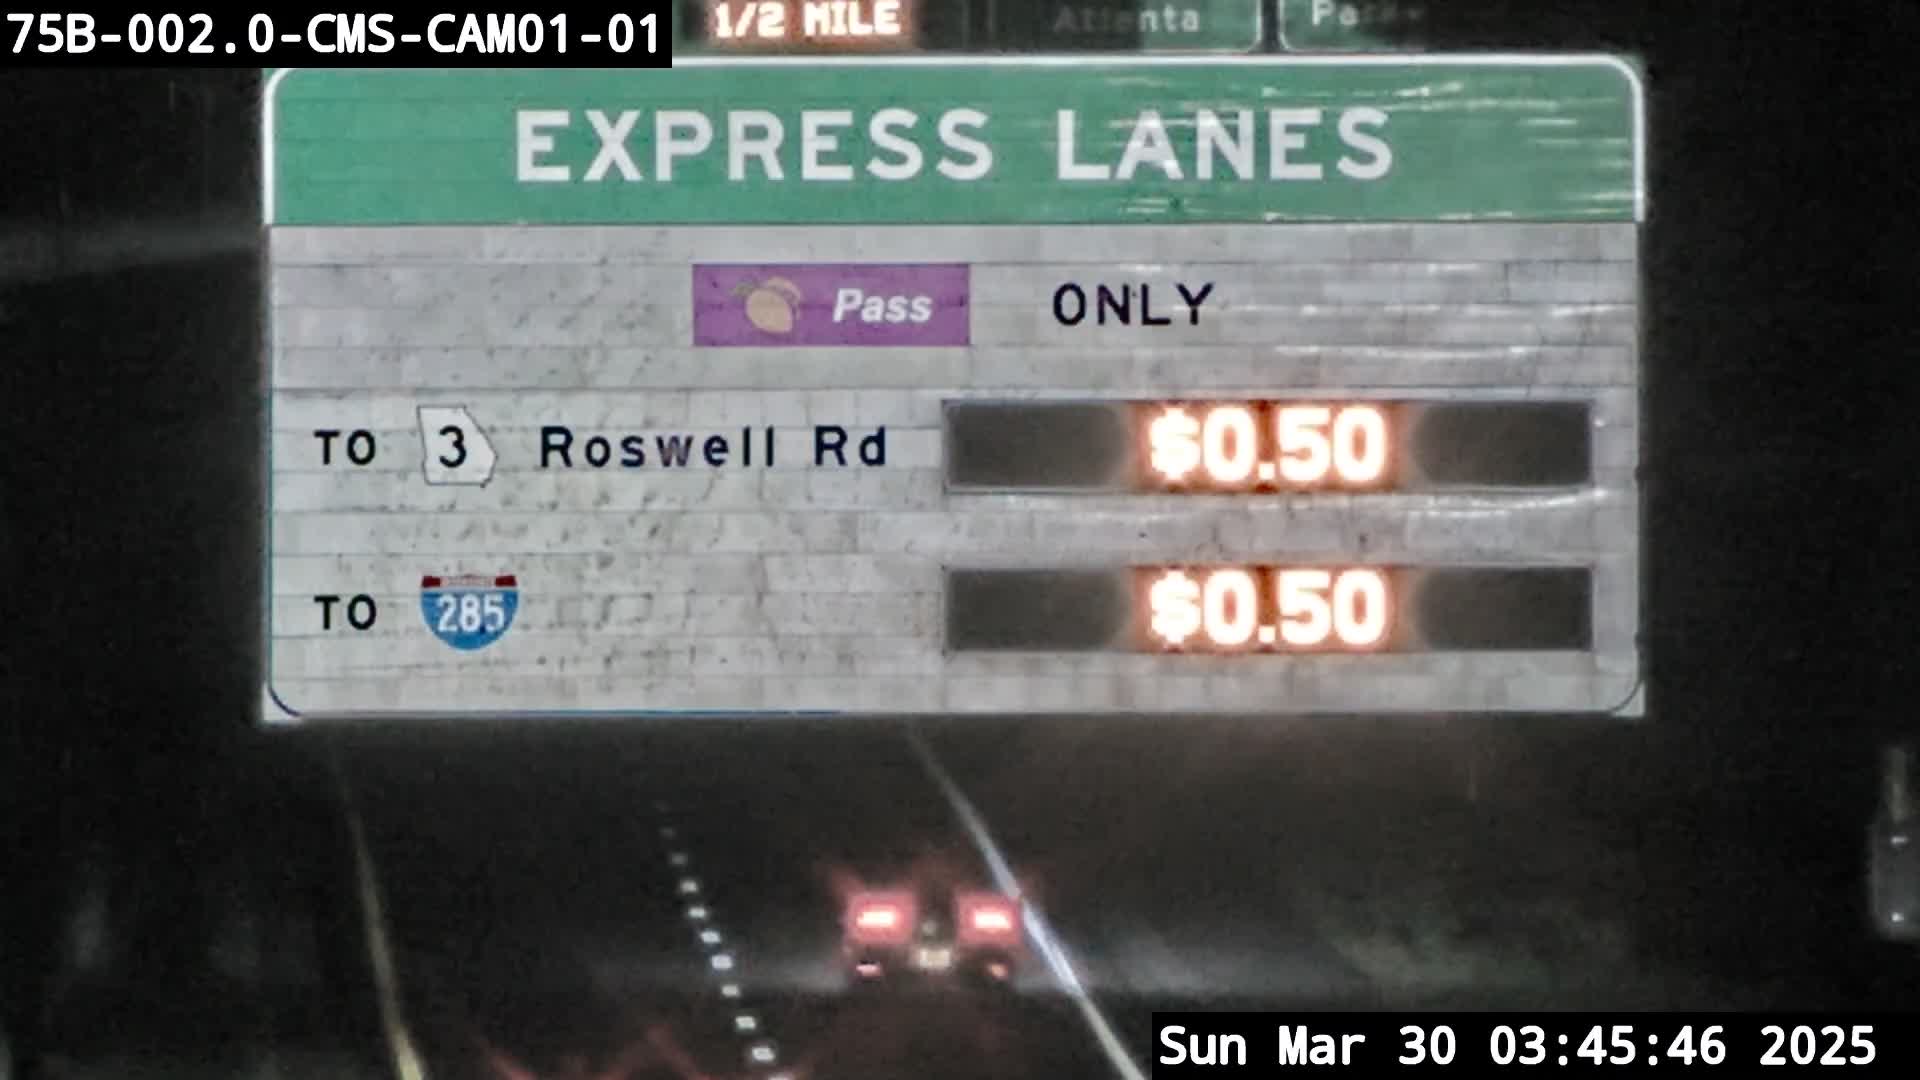 75B-002.0-CMS-CAM01-01
1/2 MILE
Atlanta
EXPRESS LANES
Pass ONLY
TO 3 Roswell Rd $0.50
TO 285 $0.50
Sun Mar 30 03:45:46 2025